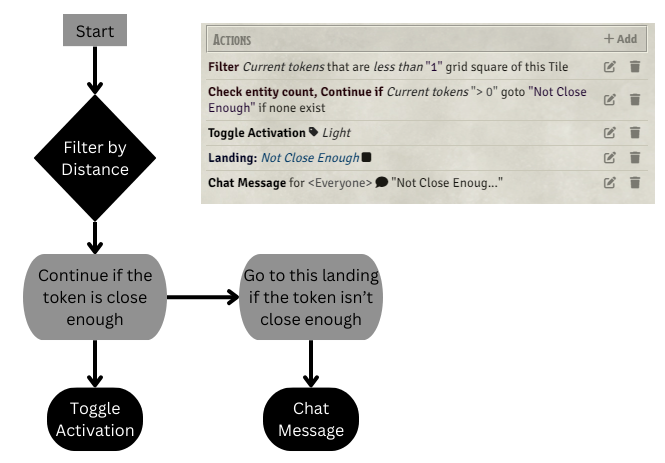 Start
Filter by
Distance
Continue if the
token is close
enough
Go to this landing
if the token isn't
close enough
Toggle
Activation
Chat
Message
ACTIONS
+ Add
Filter Current tokens that are less than "1" grid square of this Tile
Check entity count, Continue if Current tokens "> 0" goto "Not Close
Enough" if none exist
Toggle Activation Light
Landing: Not Close Enough
Chat Message for <Everyone> "Not Close Enoug..."